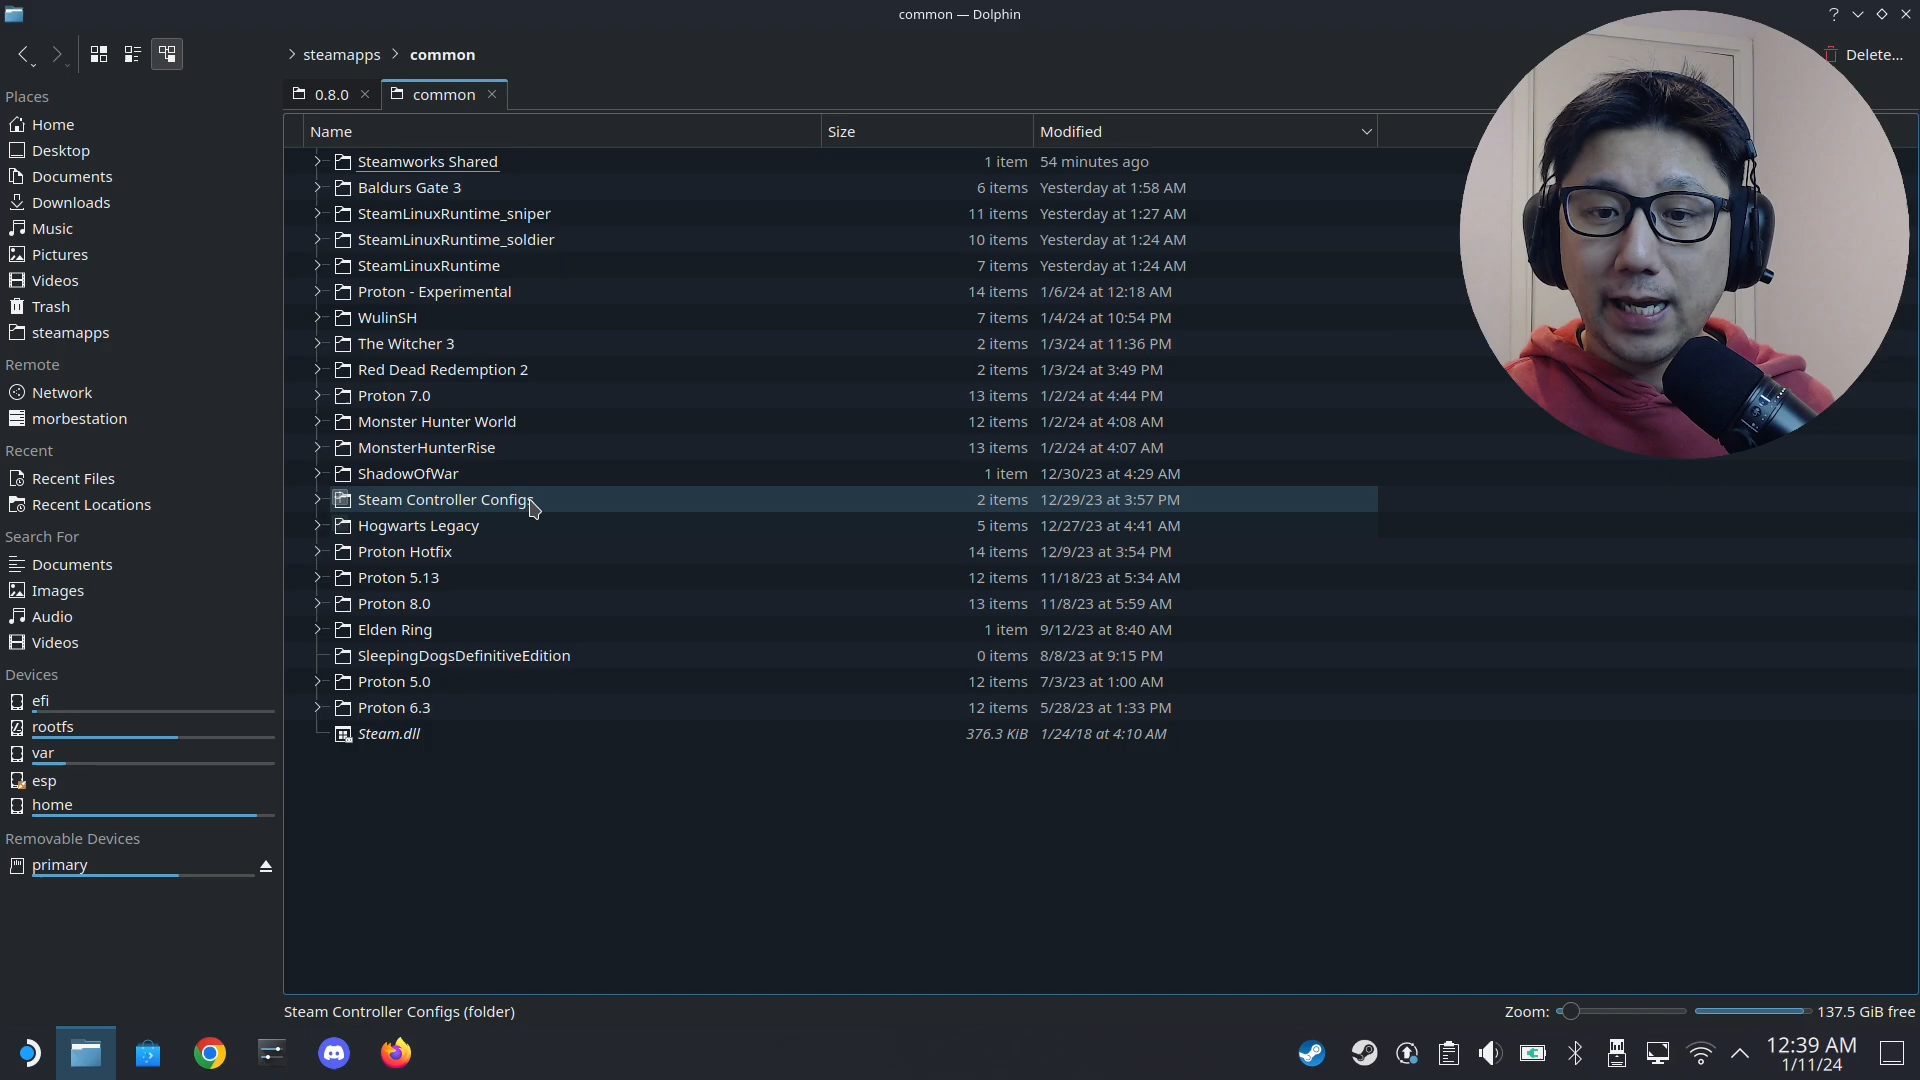 common — Dolphin
steamapps
common
Delete...
0.8.0
common
Places
Home
Desktop
Documents
Downloads
Music
Pictures
Videos
Trash
steamapps
Remote
Network
morbestation
Recent
Recent Files
Recent Locations
Search For
Documents
Images
Audio
Videos
Devices
efi
rootfs
var
esp
home
Removable Devices
primary
Name Size Modified
Steamworks Shared 1 item 54 minutes ago
Baldurs Gate 3 6 items Yesterday at 1:58 AM
SteamLinuxRuntime_sniper 11 items Yesterday at 1:27 AM
SteamLinuxRuntime_soldier 10 items Yesterday at 1:24 AM
SteamLinuxRuntime 7 items Yesterday at 1:24 AM
Proton - Experimental 14 items 1/6/24 at 12:18 AM
WulinSH 7 items 1/4/24 at 10:54 PM
The Witcher 3 2 items 1/3/24 at 11:36 PM
Red Dead Redemption 2 2 items 1/3/24 at 3:49 PM
Proton 7.0 13 items 1/2/24 at 4:44 PM
Monster Hunter World 12 items 1/2/24 at 4:08 AM
MonsterHunterRise 13 items 1/2/24 at 4:07 AM
ShadowOfWar 1 item 12/30/23 at 4:29 AM
Steam Controller Configs 2 items 12/29/23 at 3:57 PM
Hogwarts Legacy 5 items 12/27/23 at 4:41 AM
Proton Hotfix 14 items 12/9/23 at 3:54 PM
Proton 5.13 12 items 11/18/23 at 5:34 AM
Proton 8.0 13 items 11/8/23 at 5:59 AM
Elden Ring 1 item 9/12/23 at 8:40 AM
SleepingDogsDefinitiveEdition 0 items 8/8/23 at 9:15 PM
Proton 5.0 12 items 7/3/23 at 1:00 AM
Proton 6.3 12 items 5/28/23 at 1:33 PM
Steam.dll 376.3 KiB 1/24/18 at 4:10 AM
Steam Controller Configs (folder)
Zoom:
137.5 GiB free
12:39 AM
1/11/24